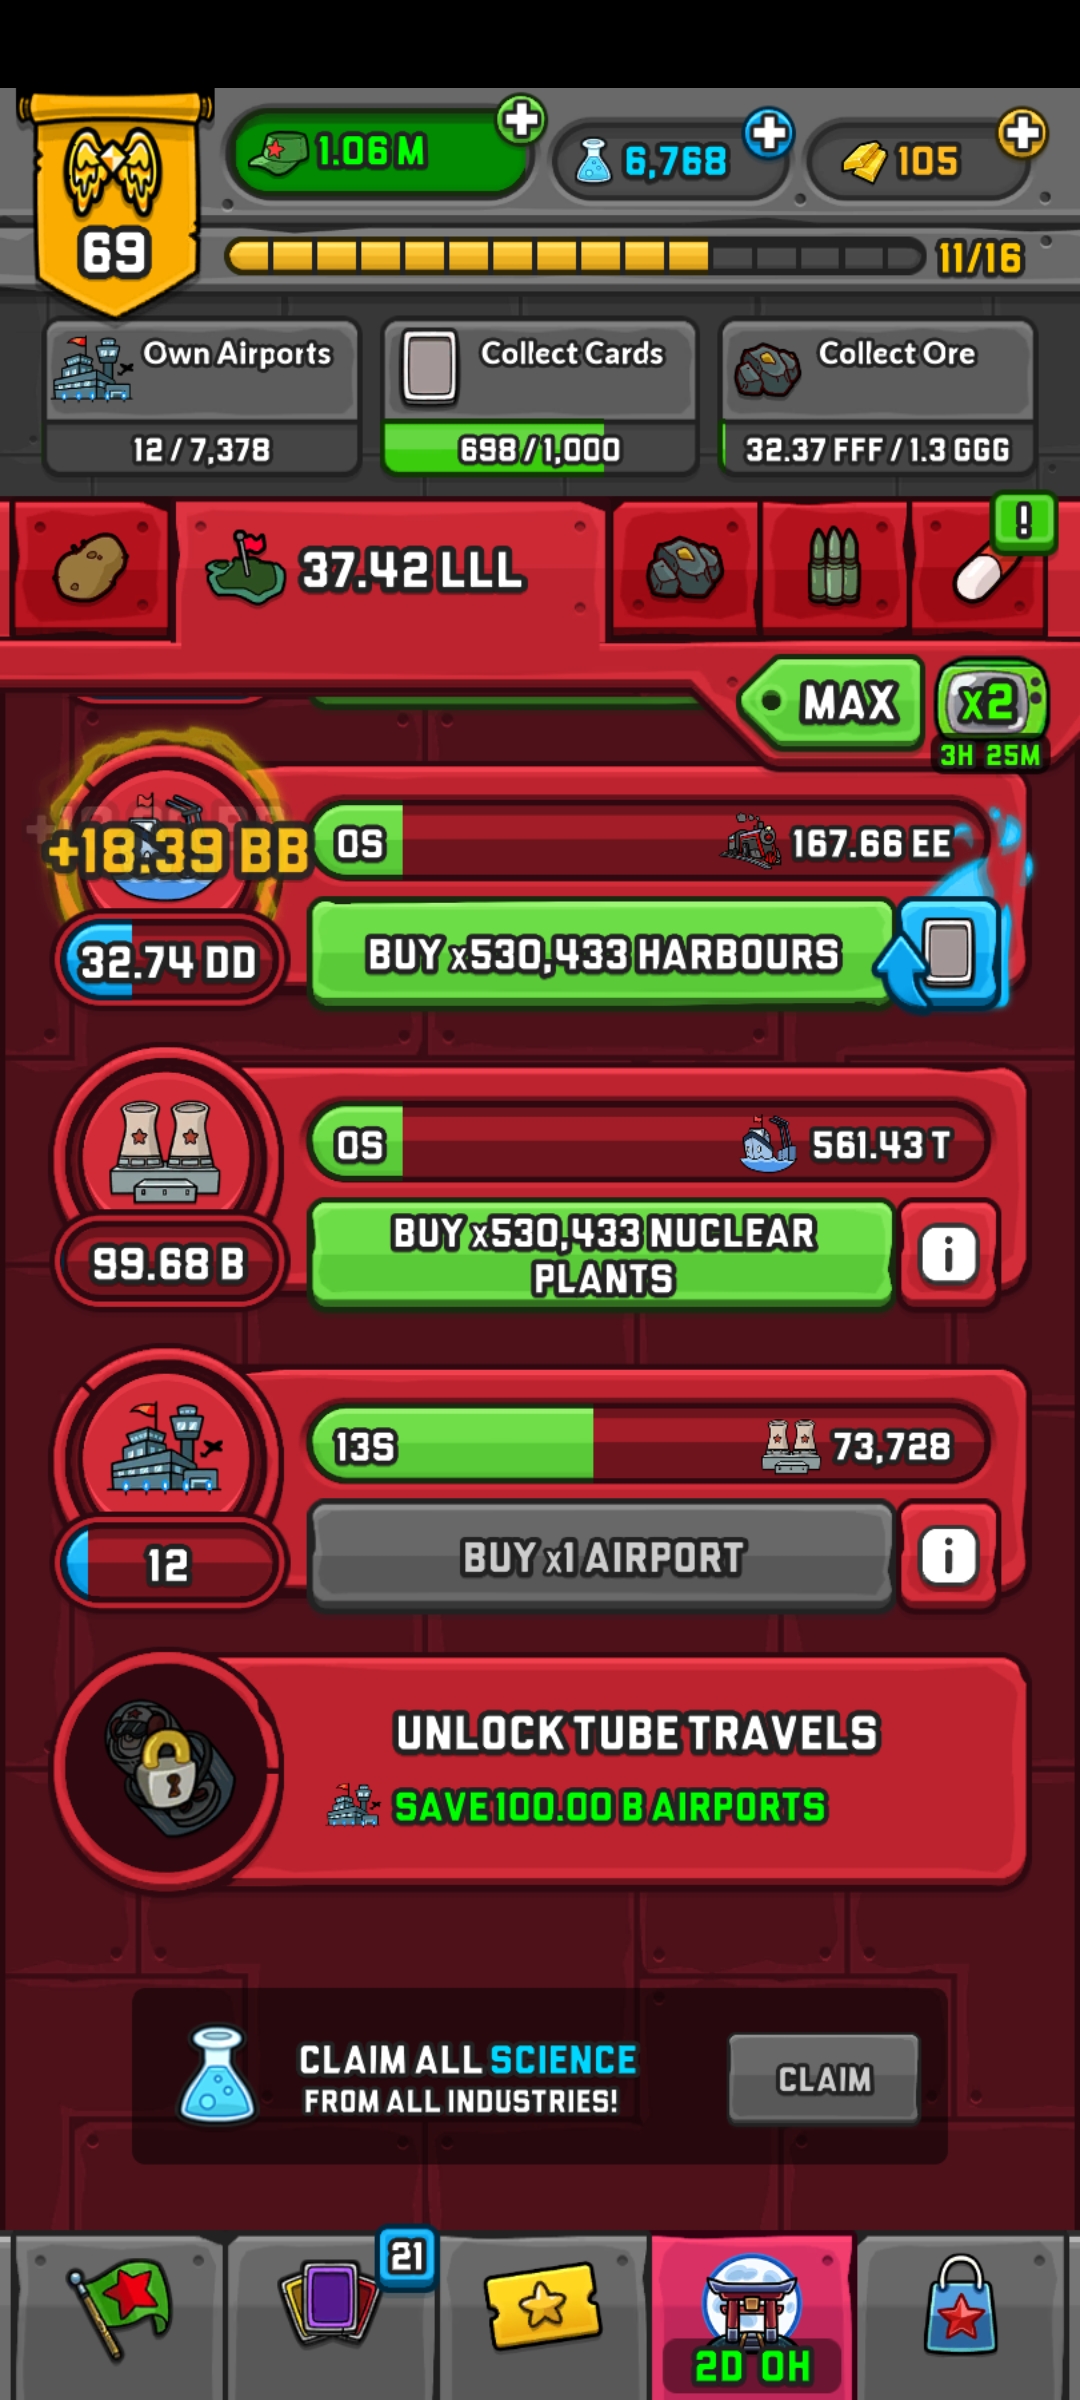 1.06 M
6,768
105
69
11/16
Own Airports
12 / 7,378
Collect Cards
698 / 1,000
Collect Ore
32.37 FFF / 1.3 GGG
37.42 LLL
!
MAX
x2
3H 25M
+18.39 BB
0S
167.66 EE
32.74 DD
BUY x530,433 HARBOURS
0S
561.43 T
99.68 B
BUY x530,433 NUCLEAR
PLANTS
i
13S
73,728
12
BUY x1 AIRPORT
i
UNLOCK TUBE TRAVELS
SAVE 100.00 B AIRPORTS
CLAIM ALL SCIENCE
FROM ALL INDUSTRIES!
CLAIM
21
2D 0H